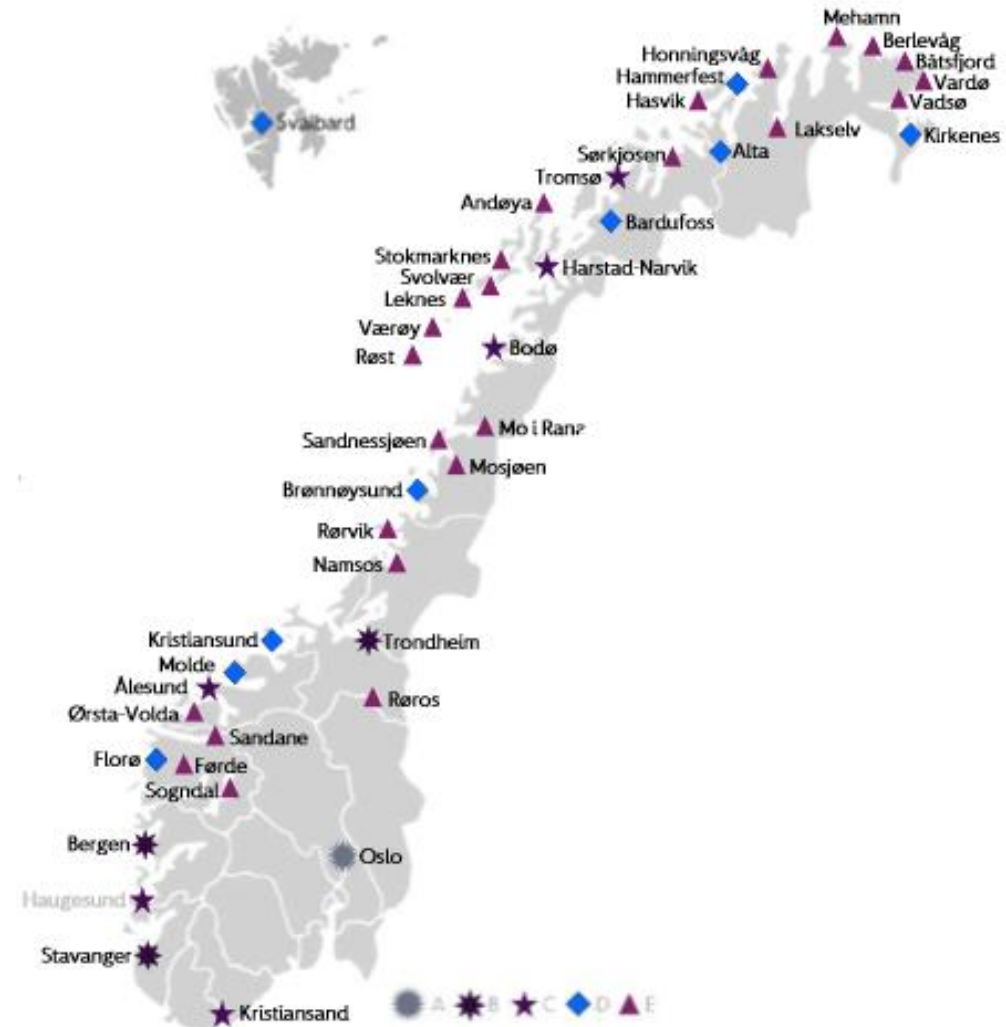 Mehamn
Berlevåg
Honningsvåg
Båtsfjord
Hammerfest
Vardø
Hasvik
Vadsø
Lakselv
Kirkenes
Svalbard
Alta
Sørkjosen
Tromsø
Andøya
Bardufoss
Stokmarknes
Harstad-Narvik
Svolvær
Leknes
Værøy
Bodø
Røst
Mo i Rana
Sandnessjøen
Mosjøen
Brønnøysund
Rørvik
Namsos
Kristiansund
Trondheim
Molde
Ålesund
Røros
Ørsta-Volda
Sandane
Florø
Førde
Sogndal
Bergen
Oslo
Haugesund
Stavanger
Kristiansand
A B C D E